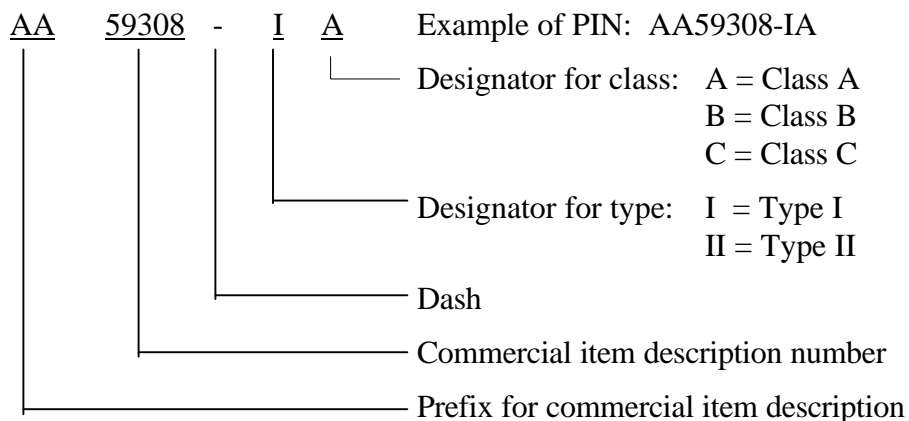 AA 59308 - I A Example of PIN: AA59308-IA
Designator for class: A = Class A
B = Class B
C = Class C
Designator for type: I = Type I
II = Type II
Dash
Commercial item description number
Prefix for commercial item description